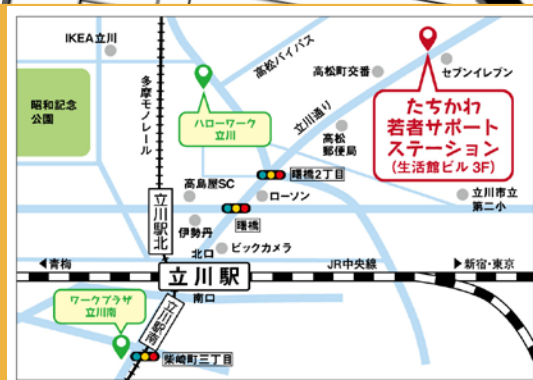 IKEA立川
高松バイパス
高松町交番
セブンイレブン
昭和記念
公園
多摩モノレール
ハローワーク
立川
立川通り
高松
郵便局
たちかわ
若者サポート
ステーション
(生活館ビル 3F)
曙橋2丁目
高島屋SC
ローソン
立川市立
第二小
立川駅北
伊勢丹
曙橋
北口
ビックカメラ
◀青梅
立川駅
JR中央線
▶新宿・東京
南口
ワークプラザ
立川南
立川駅南
柴崎町三丁目